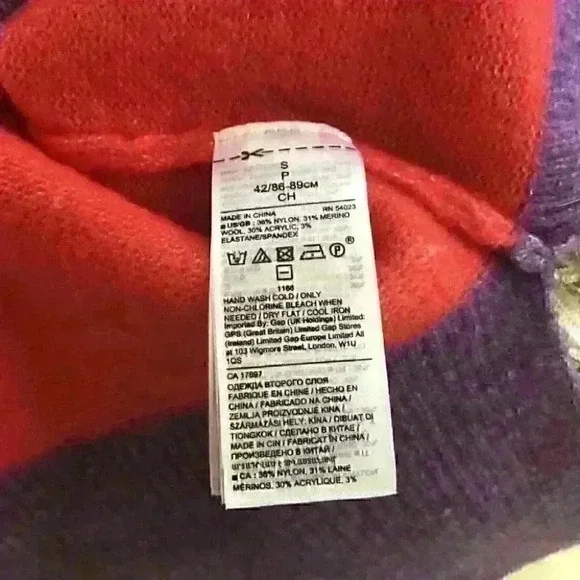 S
P
42/86-89CM
CH
MADE IN CHINA RN 54023
■ US/GB : 36% NYLON, 31% MERINO
WOOL, 30% ACRYLIC, 3%
ELASTANE/SPANDEX
P®
1166
HAND WASH COLD / ONLY
NON-CHLORINE BLEACH WHEN
NEEDED / DRY FLAT / COOL IRON
Imported By: Gap (UK Holdings) Limited:
GPS (Great Britain) Limited Gap Stores
(Ireland) Limited Gap Europe Limited All
at 103 Wigmore Street, London, W1U
1QS
CA 17897
ОДЕЖДА ВТОРОГО СЛОЯ
FABRIQUÉ EN CHINE / HECHO EN
CHINA / FABRICADO NA CHINA /
ZEMLJA PROIZVODNJE KINA /
SZÁRMAZÁSI HELY: KÍNA / DIBUAT DI
TIONGKOK / СДЕЛАНО В КИТАЕ /
MADE IN CIN / FABRICAT ÎN CHINA /
ПРОИЗВЕДЕНО В КИТАЙ /
■ CA : 36% NYLON, 31% LAINE
MÉRINOS, 30% ACRYLIQUE, 3%